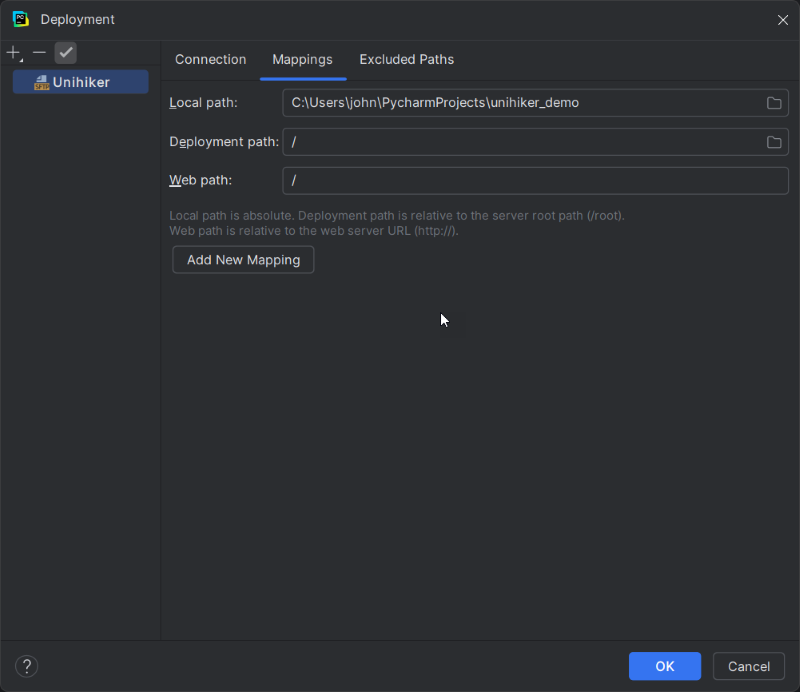 Deployment
Unihiker
Connection Mappings Excluded Paths
Local path: C:\Users\john\PycharmProjects\unihiker_demo
Deployment path: /
Web path: /
Local path is absolute. Deployment path is relative to the server root path (/root).
Web path is relative to the web server URL (http://).
Add New Mapping
? OK Cancel